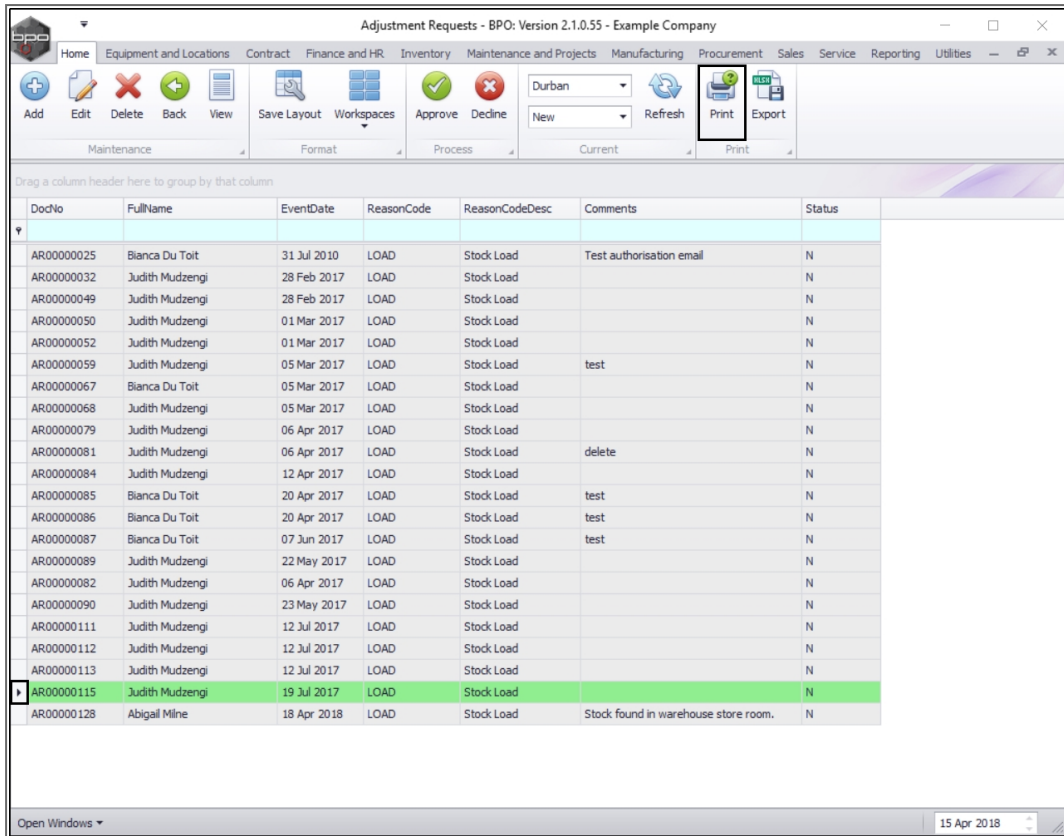 Adjustment Requests - BPO: Version 2.1.0.55 - Example Company
bpo
Home Equipment and Locations Contract Finance and HR Inventory Maintenance and Projects Manufacturing Procurement Sales Service Reporting Utilities
Durban
XLSX
Add Edit Delete Back View Save Layout Workspaces Approve Decline New Refresh Print Export
Maintenance Format Process Current Print
Drag a column header here to group by that column
DocNo FullName EventDate ReasonCode ReasonCodeDesc Comments Status
AR00000025 Bianca Du Toit 31 Jul 2010 LOAD Stock Load Test authorisation email N
AR00000032 Judith Mudzengi 28 Feb 2017 LOAD Stock Load N
AR00000049 Judith Mudzengi 28 Feb 2017 LOAD Stock Load N
AR00000050 Judith Mudzengi 01 Mar 2017 LOAD Stock Load N
AR00000052 Judith Mudzengi 01 Mar 2017 LOAD Stock Load N
AR00000059 Judith Mudzengi 05 Mar 2017 LOAD Stock Load test N
AR00000067 Bianca Du Toit 05 Mar 2017 LOAD Stock Load N
AR00000068 Judith Mudzengi 05 Mar 2017 LOAD Stock Load N
AR00000079 Judith Mudzengi 06 Apr 2017 LOAD Stock Load N
AR00000081 Judith Mudzengi 06 Apr 2017 LOAD Stock Load delete N
AR00000084 Judith Mudzengi 12 Apr 2017 LOAD Stock Load N
AR00000085 Bianca Du Toit 20 Apr 2017 LOAD Stock Load test N
AR00000086 Bianca Du Toit 20 Apr 2017 LOAD Stock Load test N
AR00000087 Bianca Du Toit 07 Jun 2017 LOAD Stock Load test N
AR00000089 Judith Mudzengi 22 May 2017 LOAD Stock Load N
AR00000082 Judith Mudzengi 06 Apr 2017 LOAD Stock Load N
AR00000090 Judith Mudzengi 23 May 2017 LOAD Stock Load N
AR00000111 Judith Mudzengi 12 Jul 2017 LOAD Stock Load N
AR00000112 Judith Mudzengi 12 Jul 2017 LOAD Stock Load N
AR00000113 Judith Mudzengi 12 Jul 2017 LOAD Stock Load N
AR00000115 Judith Mudzengi 19 Jul 2017 LOAD Stock Load N
AR00000128 Abigail Milne 18 Apr 2018 LOAD Stock Load Stock found in warehouse store room. N
Open Windows 15 Apr 2018